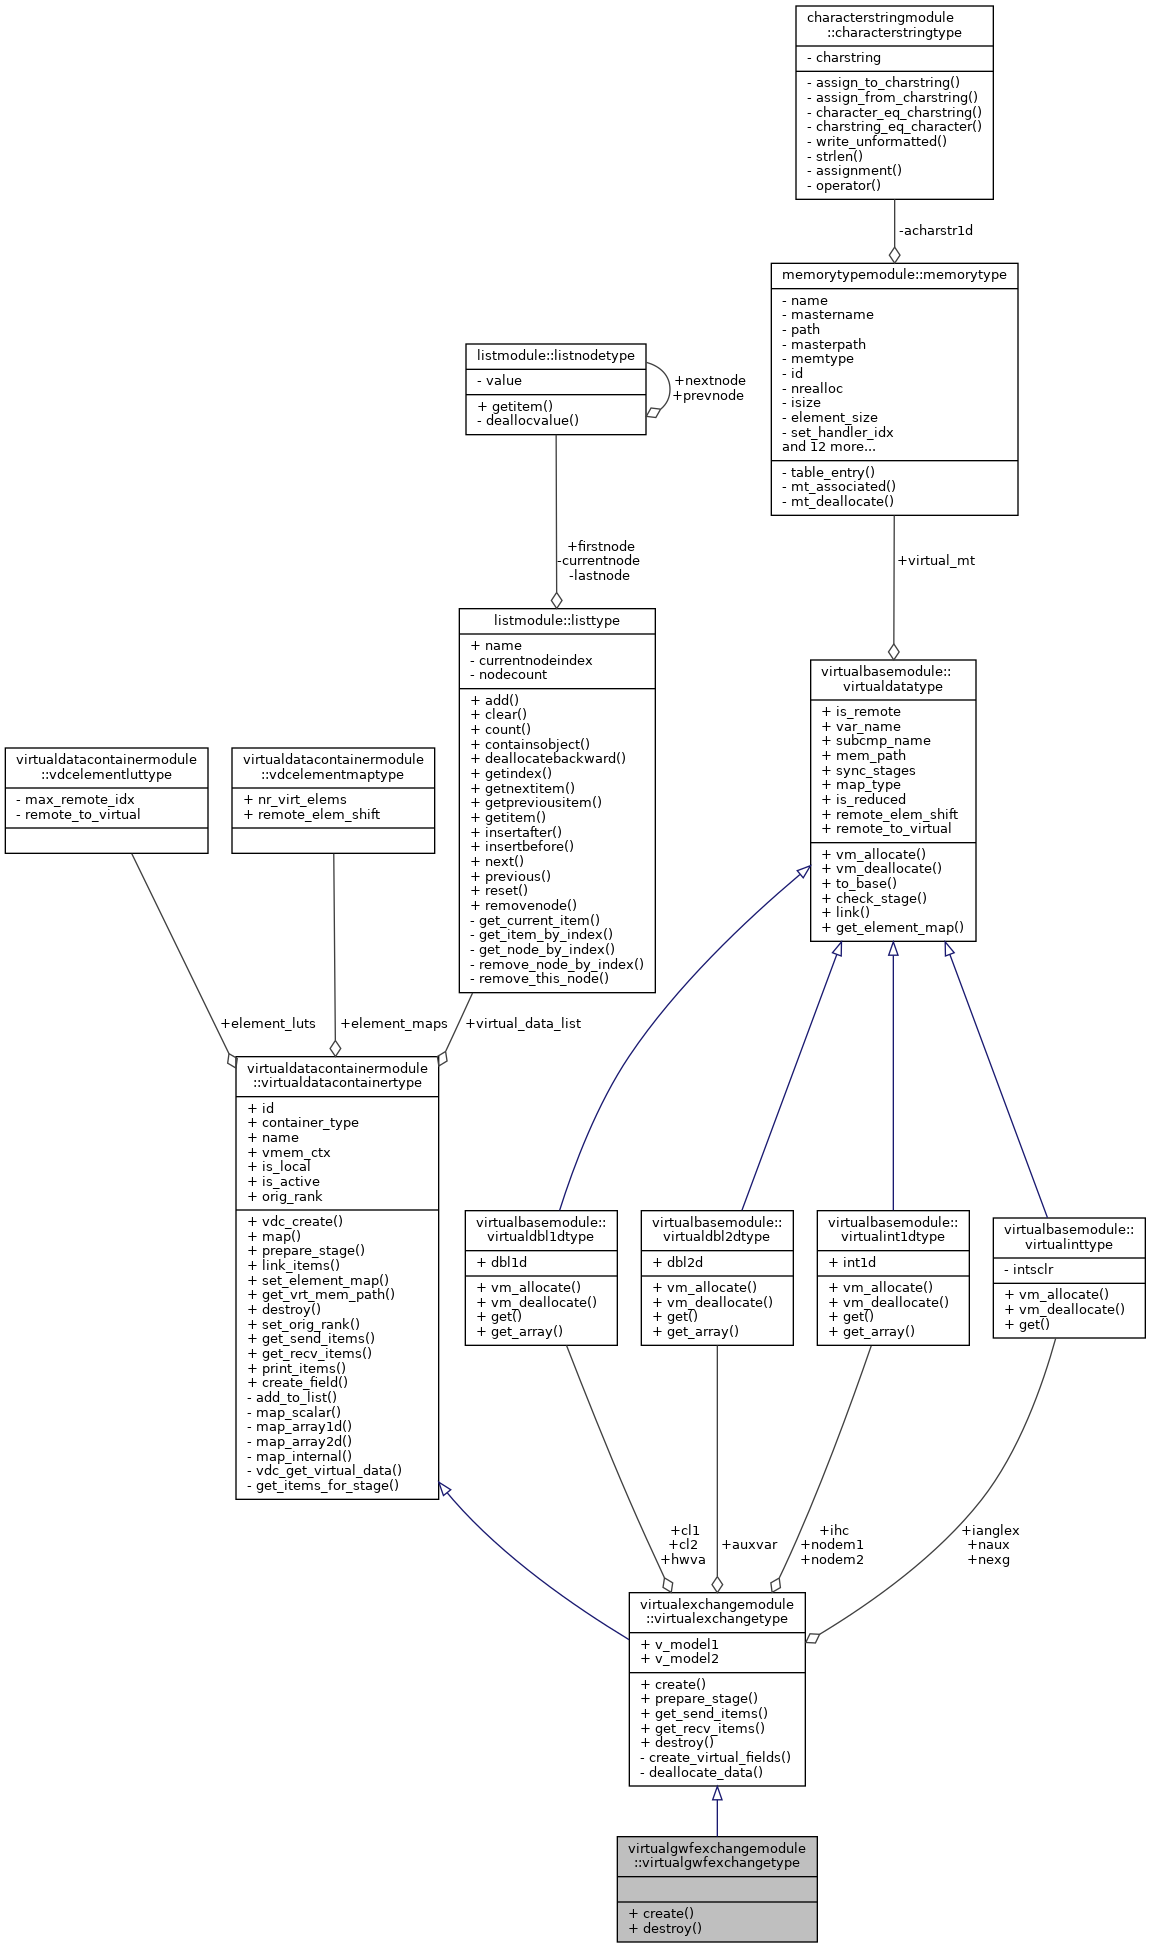 characterstringmodule
::characterstringtype
- charstring
- assign_to_charstring()
- assign_from_charstring()
- character_eq_charstring()
- charstring_eq_character()
- write_unformatted()
- strlen()
- assignment()
- operator()
-acharstr1d
memorytypemodule::memorytype
- name
- mastername
- path
- masterpath
- memtype
- id
- nrealloc
- isize
- element_size
- set_handler_idx
and 12 more...
- table_entry()
- mt_associated()
- mt_deallocate()
listmodule::listnodetype
- value
+ getitem()
- deallocvalue()
+nextnode
+prevnode
+firstnode
-currentnode
-lastnode
+virtual_mt
listmodule::listtype
+ name
- currentnodeindex
- nodecount
+ add()
+ clear()
+ count()
+ containsobject()
+ deallocatebackward()
+ getindex()
+ getnextitem()
+ getpreviousitem()
+ getitem()
+ insertafter()
+ insertbefore()
+ next()
+ previous()
+ reset()
+ removenode()
- get_current_item()
- get_item_by_index()
- get_node_by_index()
- remove_node_by_index()
- remove_this_node()
virtualbasemodule::
virtualdatatype
+ is_remote
+ var_name
+ subcmp_name
+ mem_path
+ sync_stages
+ map_type
+ is_reduced
+ remote_elem_shift
+ remote_to_virtual
+ vm_allocate()
+ vm_deallocate()
+ to_base()
+ check_stage()
+ link()
+ get_element_map()
virtualdatacontainermodule
::vdcelementluttype
- max_remote_idx
- remote_to_virtual
virtualdatacontainermodule
::vdcelementmaptype
+ nr_virt_elems
+ remote_elem_shift
+element_luts
+element_maps
+virtual_data_list
virtualdatacontainermodule
::virtualdatacontainertype
+ id
+ container_type
+ name
+ vmem_ctx
+ is_local
+ is_active
+ orig_rank
+ vdc_create()
+ map()
+ prepare_stage()
+ link_items()
+ set_element_map()
+ get_vrt_mem_path()
+ destroy()
+ set_orig_rank()
+ get_send_items()
+ get_recv_items()
+ print_items()
+ create_field()
- add_to_list()
- map_scalar()
- map_array1d()
- map_array2d()
- map_internal()
- vdc_get_virtual_data()
- get_items_for_stage()
virtualbasemodule::
virtualdbl1dtype
+ dbl1d
+ vm_allocate()
+ vm_deallocate()
+ get()
+ get_array()
virtualbasemodule::
virtualdbl2dtype
+ dbl2d
+ vm_allocate()
+ vm_deallocate()
+ get()
+ get_array()
virtualbasemodule::
virtualint1dtype
+ int1d
+ vm_allocate()
+ vm_deallocate()
+ get()
+ get_array()
virtualbasemodule::
virtualinttype
- intsclr
+ vm_allocate()
+ vm_deallocate()
+ get()
+cl1
+cl2
+hwva
+auxvar
+ihc
+nodem1
+nodem2
+ianglex
+naux
+nexg
virtualexchangemodule
::virtualexchangetype
+ v_model1
+ v_model2
+ create()
+ prepare_stage()
+ get_send_items()
+ get_recv_items()
+ destroy()
- create_virtual_fields()
- deallocate_data()
virtualgwfexchangemodule
::virtualgwfexchangetype
+ create()
+ destroy()